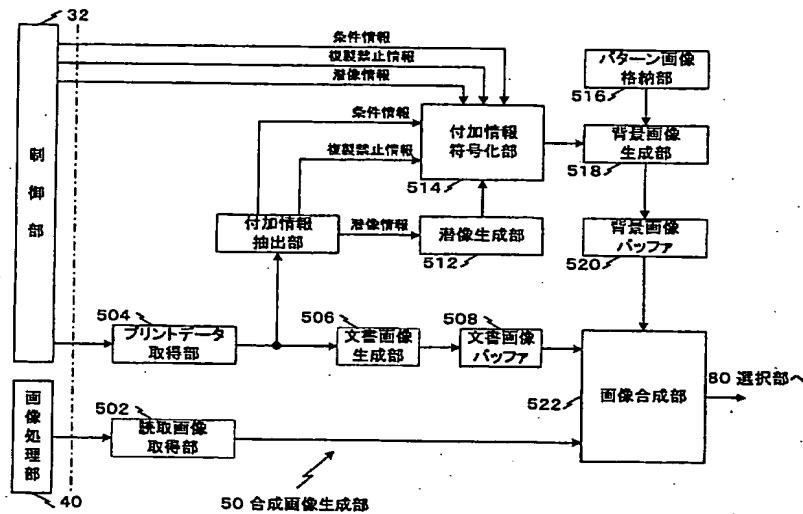 32
条件情報
複製禁止情報
潜像情報
パターン画像
格納部
516
条件情報
複製禁止情報
付加情報
符号化部
514
背景画像
生成部
518
制御部
付加情報
抽出部
潜像情報
潜像生成部
512
背景画像
バッファ
520
504
プリントデータ
取得部
506
文書画像
生成部
508
文書画像
バッファ
画像合成部
522
80 選択部へ
画像処理部
502
読取画像
取得部
40
50 合成画像生成部